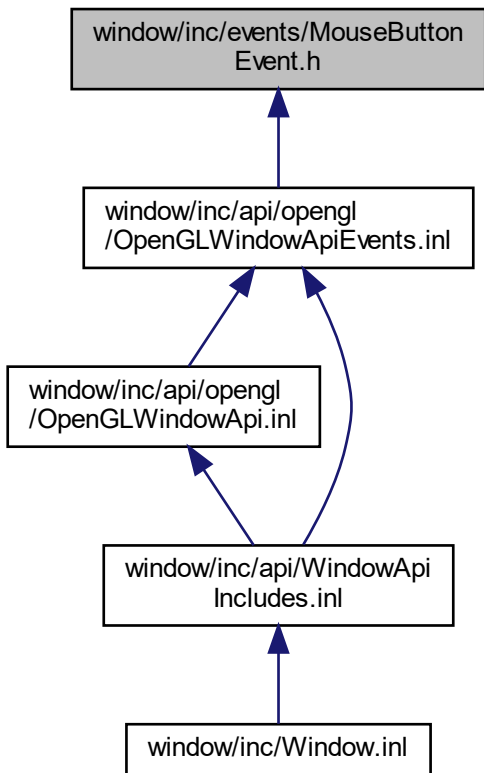 window/inc/events/MouseButton
Event.h
window/inc/api/opengl
/OpenGLWindowApiEvents.inl
window/inc/api/opengl
/OpenGLWindowApi.inl
window/inc/api/WindowApi
Includes.inl
window/inc/Window.inl